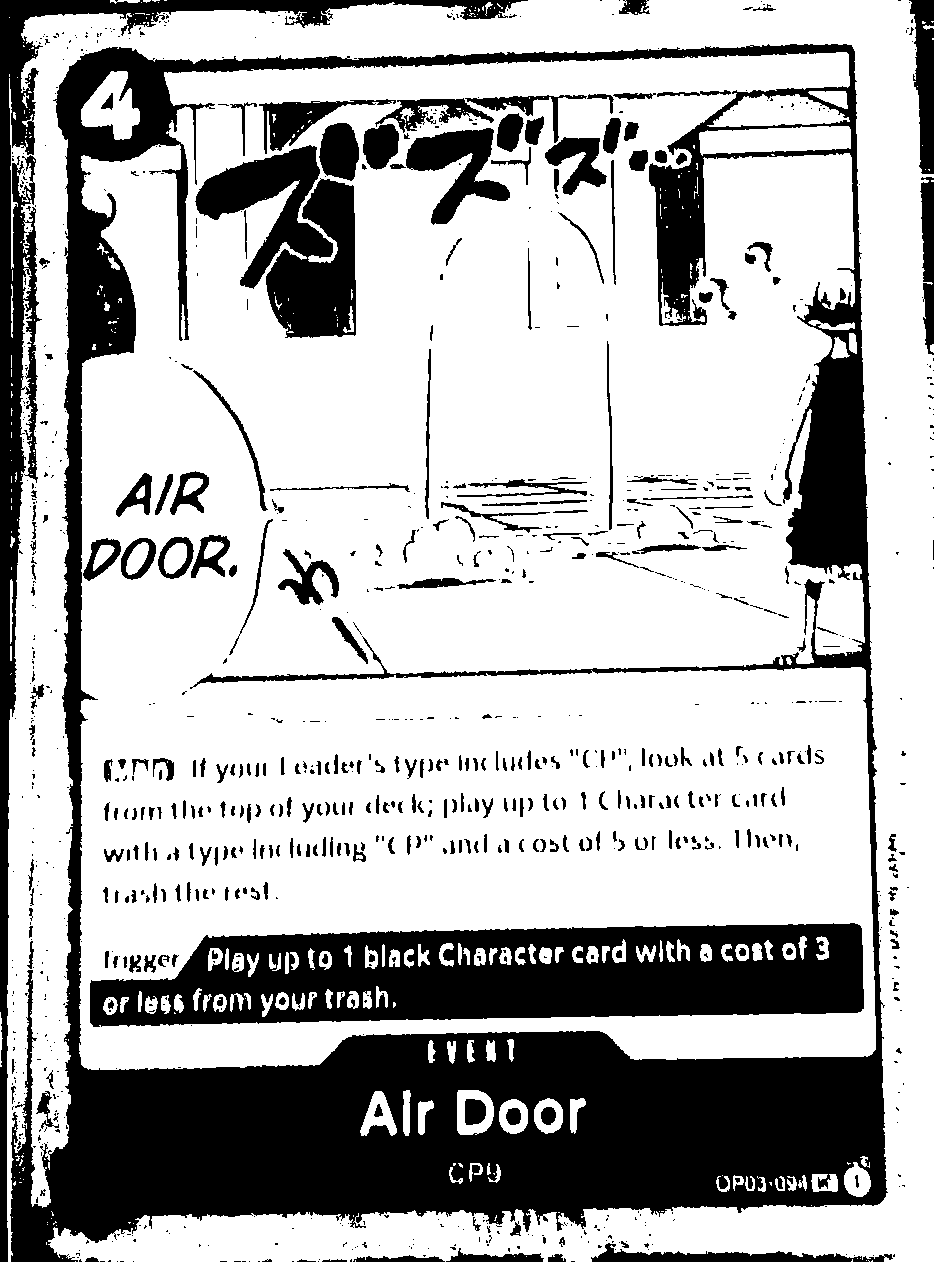 4
ズズズ
AIR
DOOR.
MAIN If your Leader's type includes "CP", look at 5 cards
from the top of your deck; play up to 1 Character card
with a type including "CP" and a cost of 5 or less. Then,
trash the rest.
Trigger Play up to 1 black Character card with a cost of 3
or less from your trash.
EVENT
Air Door
CP9
OP03-094 1